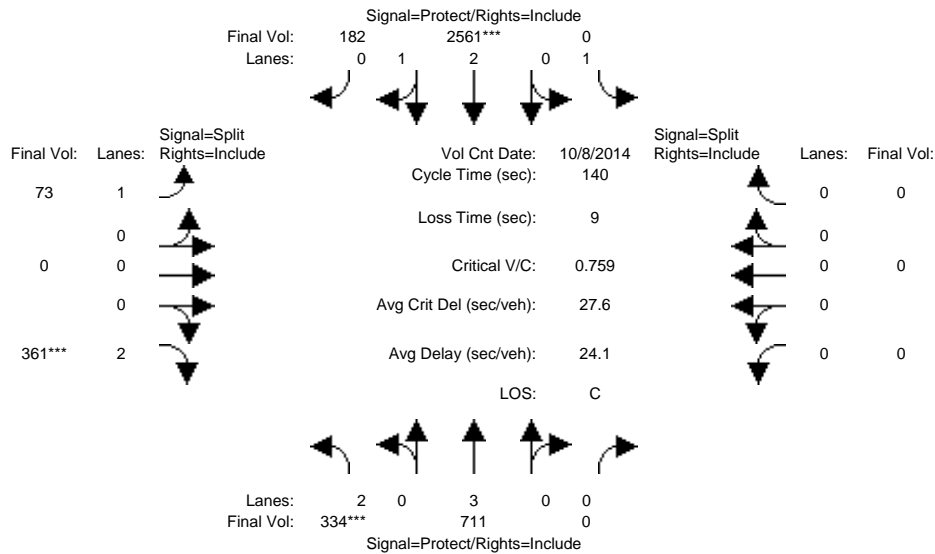 Signal=Protect/Rights=Include
Final Vol: 182 2561*** 0
Lanes: 0 1 2 0 1
Signal=Split
Final Vol: Lanes: Rights=Include
Vol Cnt Date: 10/8/2014
Signal=Split
Rights=Include Lanes: Final Vol:
Cycle Time (sec): 140
73 1
0 0
Loss Time (sec): 9
0
0
0 0
Critical V/C: 0.759
0 0
0
Avg Crit Del (sec/veh): 27.6
0
361*** 2
Avg Delay (sec/veh): 24.1
0 0
LOS: C
Lanes: 2 0 3 0 0
Final Vol: 334*** 711 0
Signal=Protect/Rights=Include